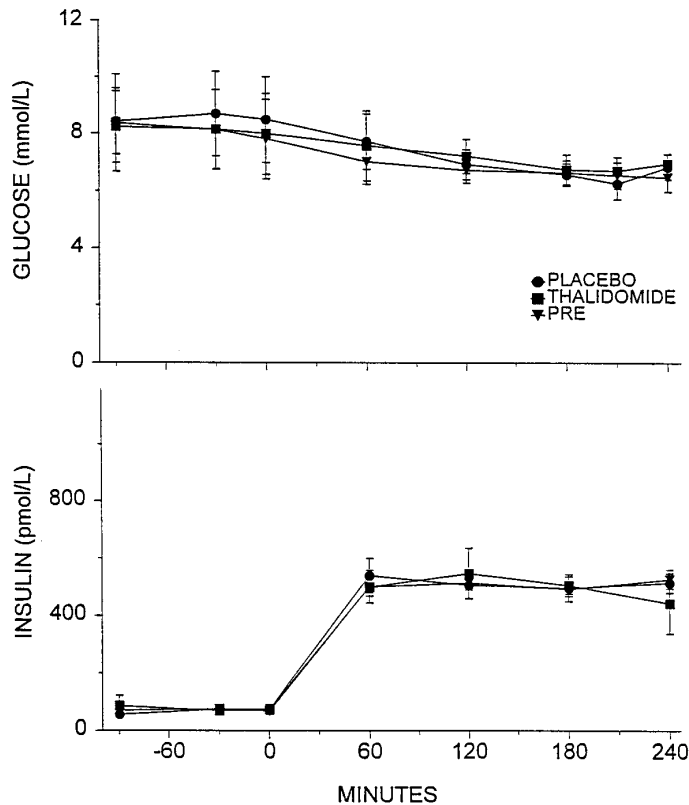 12
8
4
0
GLUCOSE (mmol/L)
PLACEBO
THALIDOMIDE
PRE
800
400
0
INSULIN (pmol/L)
-60 0 60 120 180 240
MINUTES